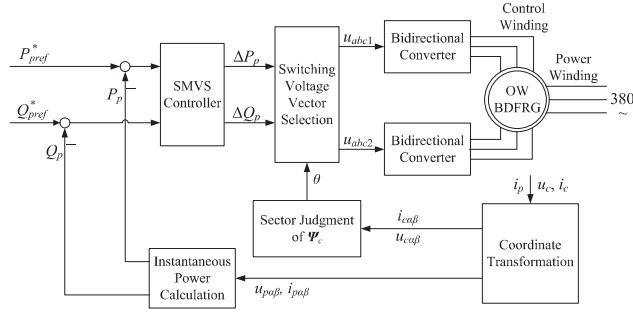 Control
Winding
P*pref
Pp
−
SMVS
Controller
ΔPp
ΔQp
Switching
Voltage
Vector
Selection
uabc1
Bidirectional
Converter
OW
BDFRG
Power
Winding
380
~
Q*pref
Qp
−
uabc2
Bidirectional
Converter
θ
ip
uc, ic
Sector Judgment
of Ψc
icαβ
ucαβ
Coordinate
Transformation
Instantaneous
Power
Calculation
upαβ, ipαβ